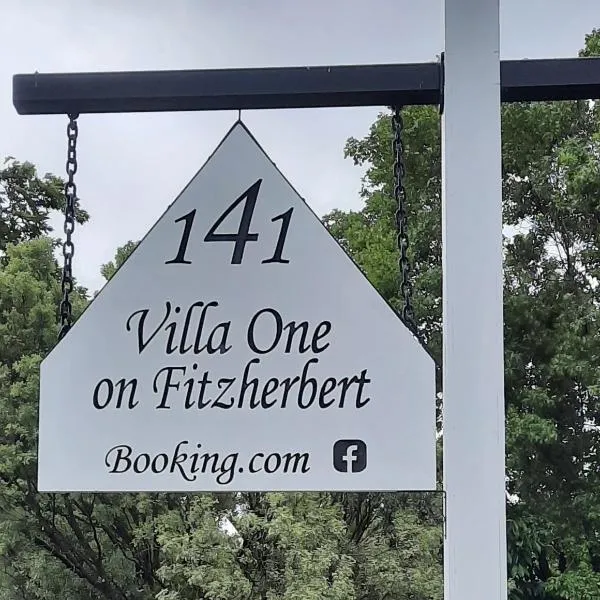 141
Villa One
on Fitzherbert
Booking.com f